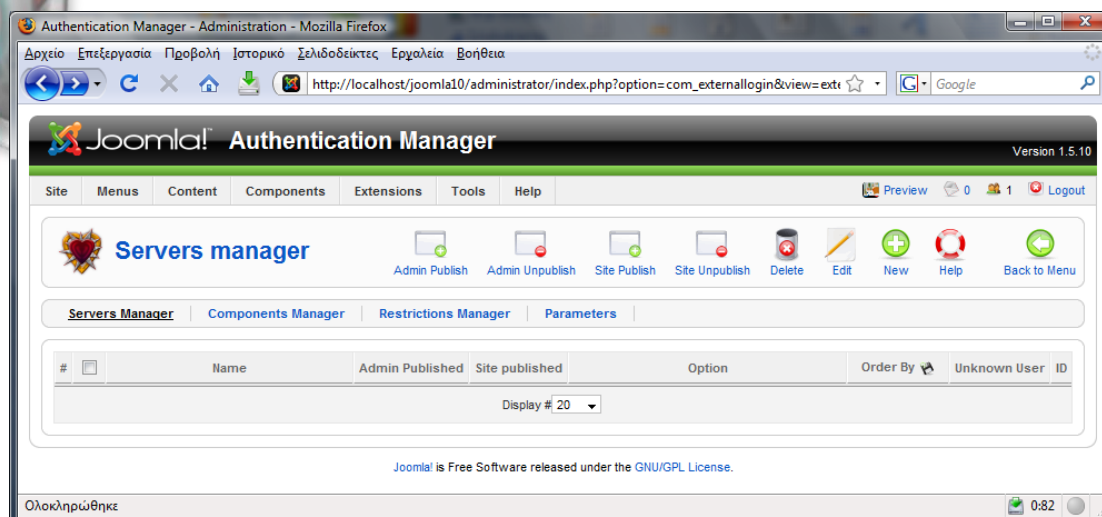 Authentication Manager - Administration - Mozilla Firefox
Αρχείο Επεξεργασία Προβολή Ιστορικό Σελιδοδείκτες Εργαλεία Βοήθεια
http://localhost/joomla10/administrator/index.php?option=com_externallogin&view=exte G Google
Joomla! Authentication Manager
Version 1.5.10
Site Menus Content Components Extensions Tools Help Preview 0 1 Logout
Servers manager
Admin Publish Admin Unpublish Site Publish Site Unpublish Delete Edit New Help Back to Menu
Servers Manager Components Manager Restrictions Manager Parameters
# Name Admin Published Site published Option Order By Unknown User ID
Display # 20
Joomla! is Free Software released under the GNU/GPL License.
Ολοκληρώθηκε 0:82